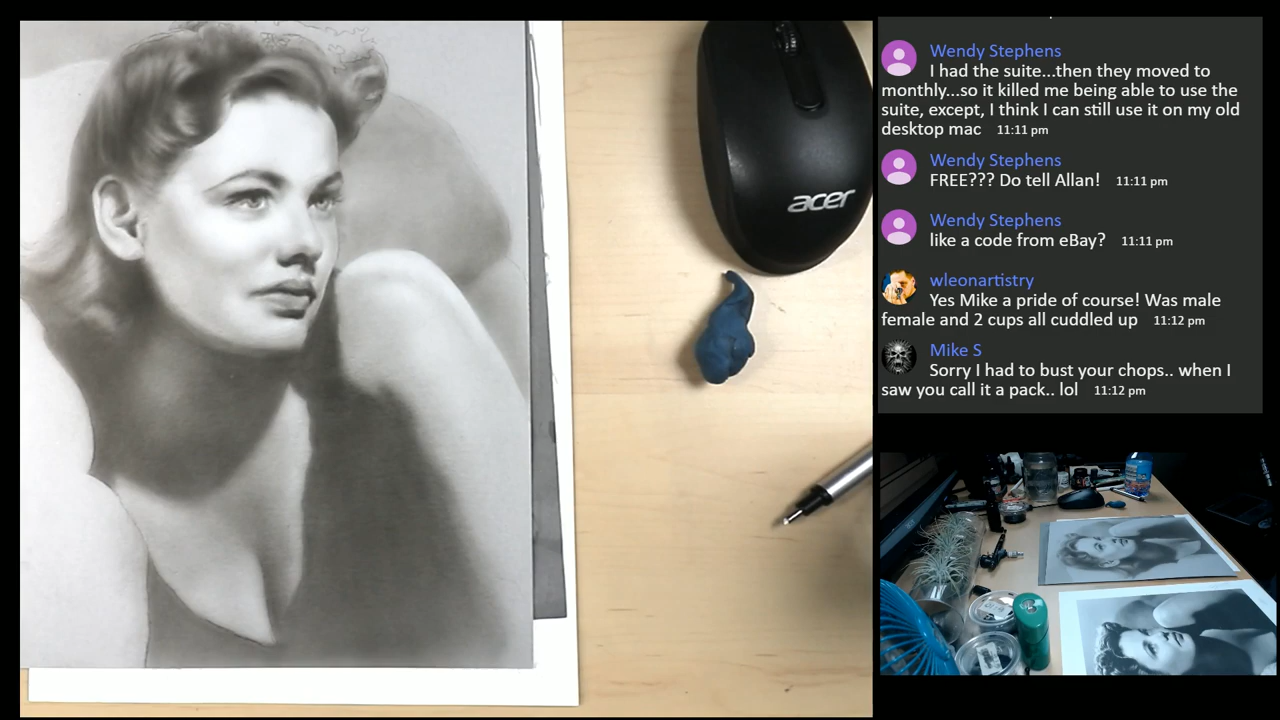 acer
Wendy Stephens
I had the suite...then they moved to
monthly...so it killed me being able to use the
suite, except, I think I can still use it on my old
desktop mac 11:11 pm
Wendy Stephens
FREE??? Do tell Allan! 11:11 pm
Wendy Stephens
like a code from eBay? 11:11 pm
wleonartistry
Yes Mike a pride of course! Was male
female and 2 cups all cuddled up 11:12 pm
Mike S
Sorry I had to bust your chops.. when I
saw you call it a pack.. lol 11:12 pm